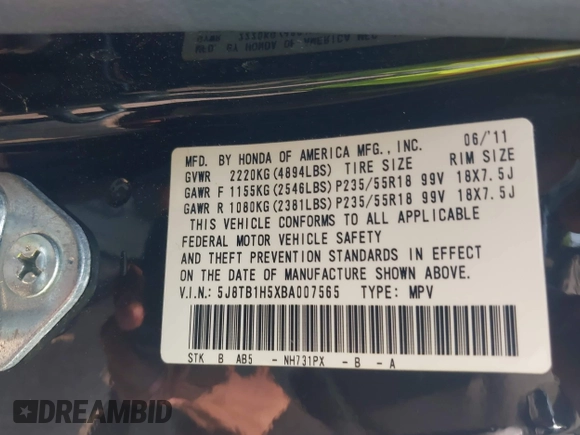 MFD. BY HONDA OF AMERICA MFG., INC. 06/'11
GVWR 2220KG(4894LBS) TIRE SIZE RIM SIZE
GAWR F 1155KG(2546LBS)P235/55R18 99V 18X7.5J
GAWR R 1080KG(2381LBS)P235/55R18 99V 18X7.5J
THIS VEHICLE CONFORMS TO ALL APPLICABLE
FEDERAL MOTOR VEHICLE SAFETY
AND THEFT PREVENTION STANDARDS IN EFFECT
ON THE DATE OF MANUFACTURE SHOWN ABOVE.
V.I.N.: 5J8TB1H5XBA007565 TYPE: MPV
STK B AB5 - NH731PX - B - A
DREAMBID